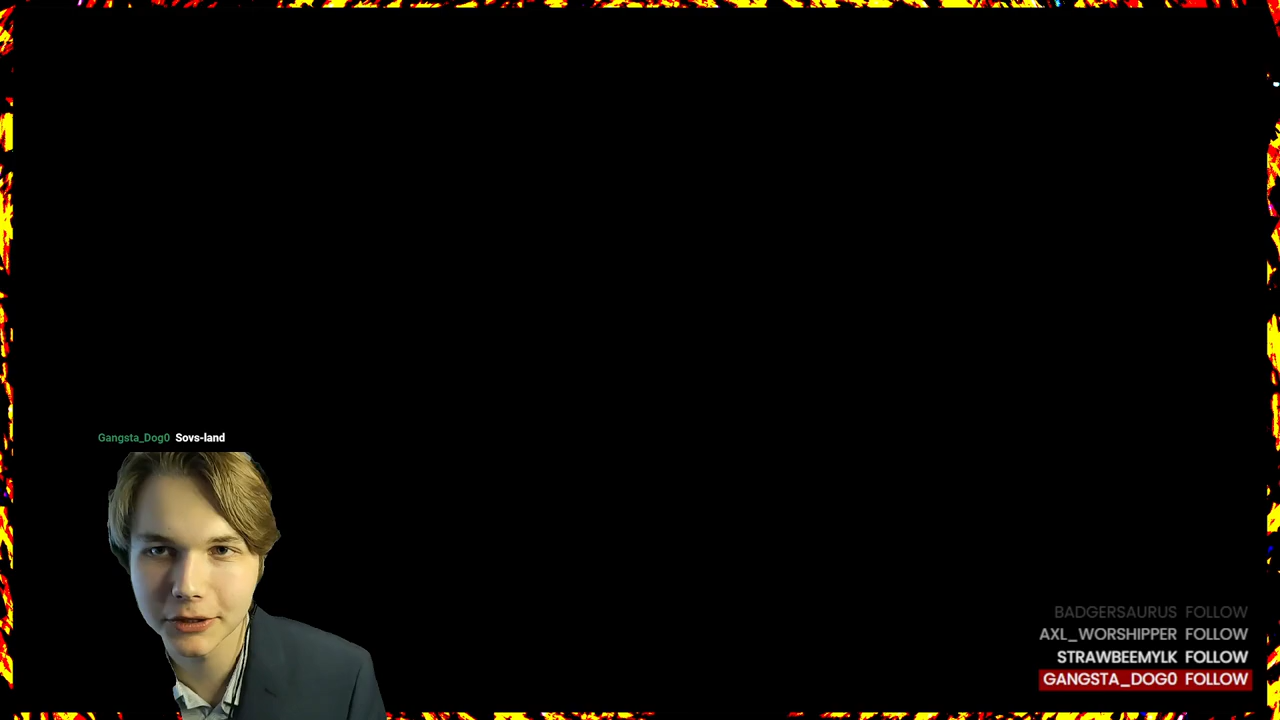 Gangsta_Dog0 Sovs-land
BADGERSAURUS FOLLOW
AXL_WORSHIPPER FOLLOW
STRAWBEEMYLK FOLLOW
GANGSTA_DOG0 FOLLOW